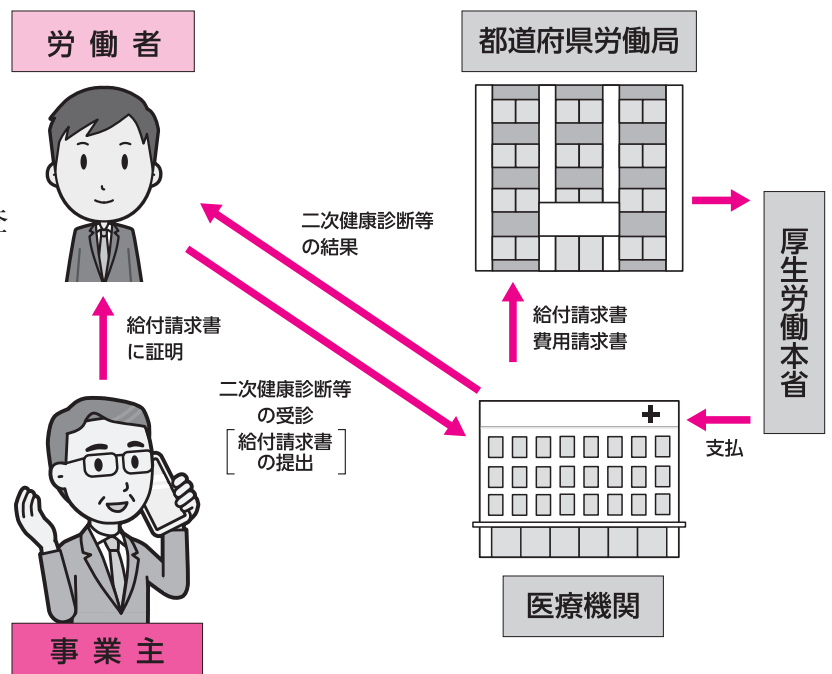 労働者
都道府県労働局
二次健康診断等
の結果
厚生労働本省
給付請求書
に証明
給付請求書
費用請求書
二次健康診断等
の受診
給付請求書
の提出
支払
医療機関
事業主